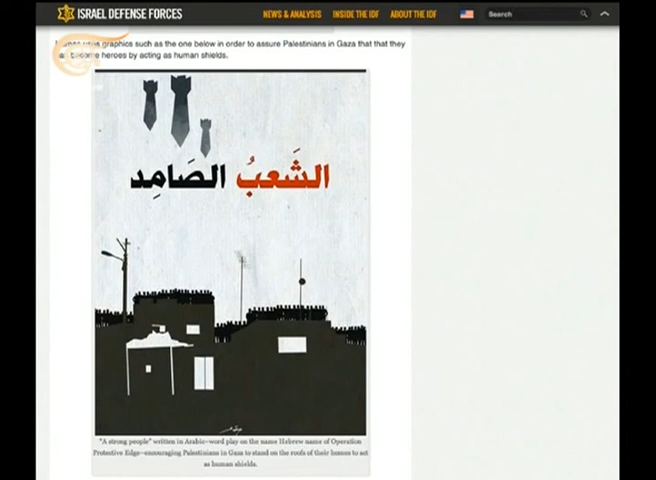 ISRAEL DEFENSE FORCES
NEWS & ANALYSIS INSIDE THE IDF ABOUT THE IDF Search
Hamas uses graphics such as the one below in order to assure Palestinians in Gaza that that they
become heroes by acting as human shields.
الشَعبُ الصَامِد
"A strong people" written in Arabic—word play on the name Hebrew name of Operation
Protective Edge—encouraging Palestinians in Gaza to stand on the roofs of their homes to act
as human shields.